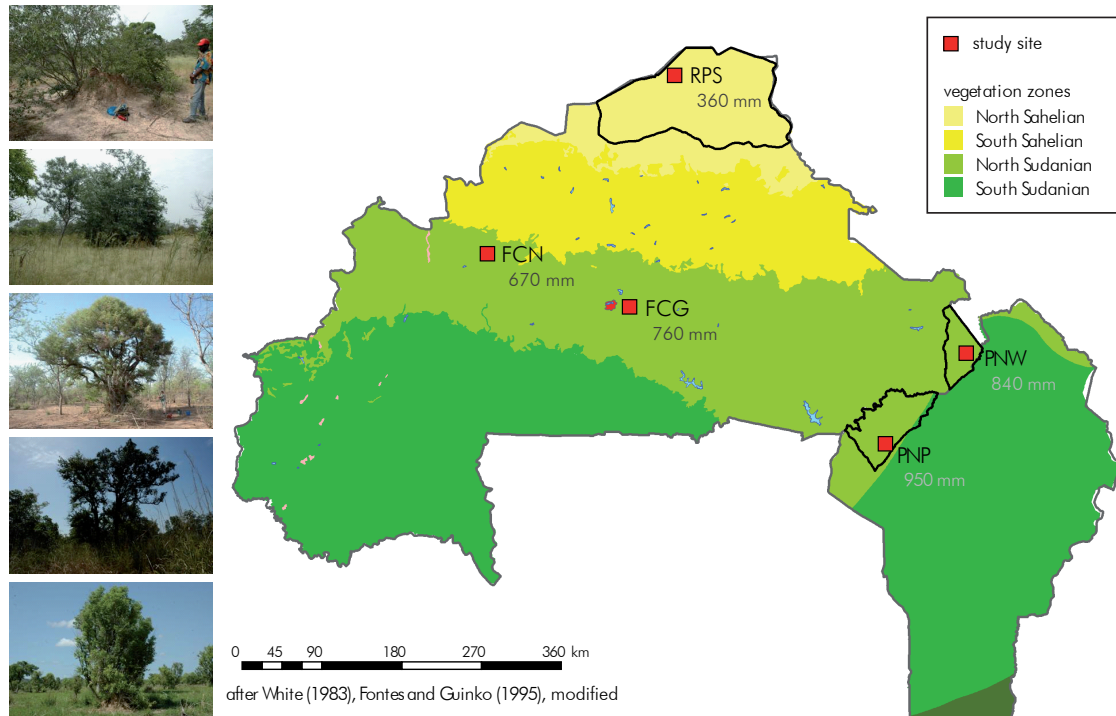 study site
vegetation zones
North Sahelian
South Sahelian
North Sudanian
South Sudanian
RPS
360 mm
FCN
670 mm
FCG
760 mm
PNW
840 mm
PNP
950 mm
0 45 90 180 270 360 km
after White (1983), Fontes and Guinko (1995), modified